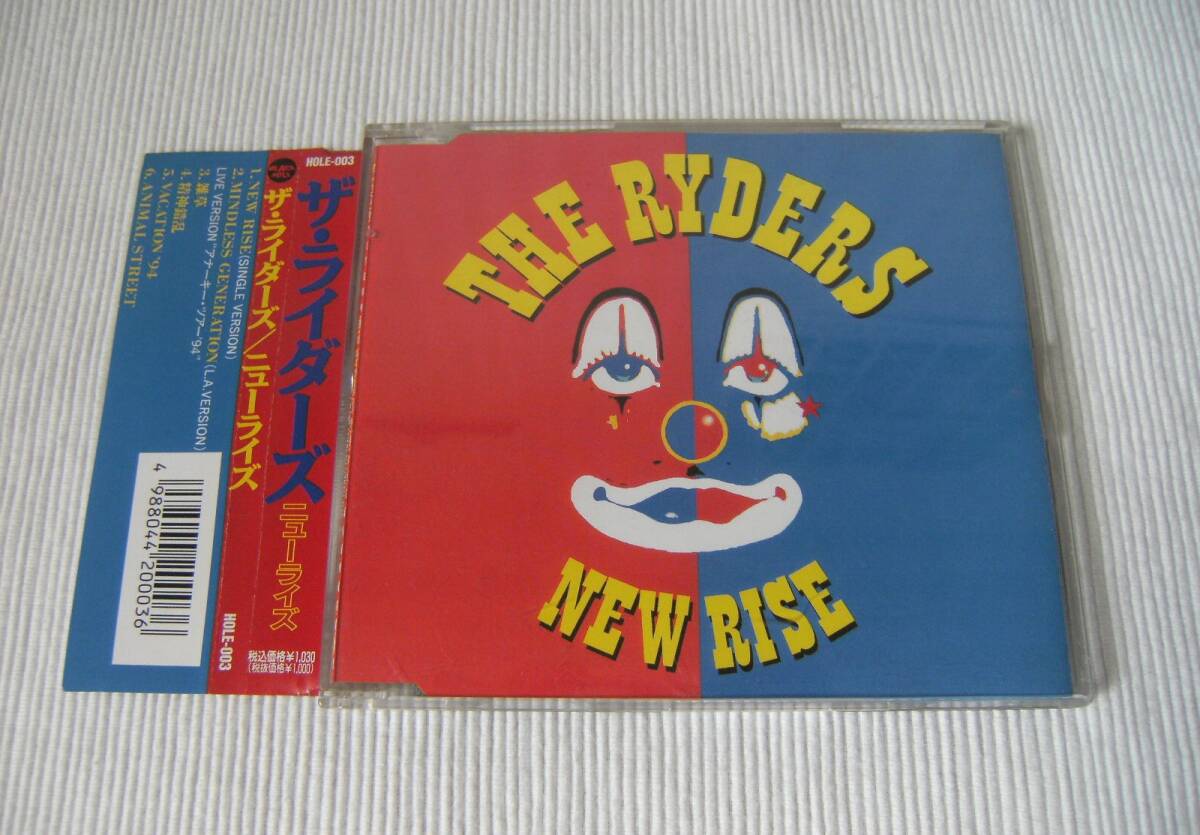 HOLE-003
ザ・ライダーズ
ニューライズ
税込価格¥1,030
(税抜価格¥1,000)
ザ・ライダーズ/ニューライズ
HOLE-003
1. NEW RISE(SINGLE VERSION)
2. MINDLESS GENERATION(L.A.VERSION)
LIVE VERSION"アナーキー・ツアー'94"
3. 雑草
4. 精神錯乱
5. VACATION '94
6. ANIMAL STREET
4 988044 200036
THE RYDERS
NEW RISE